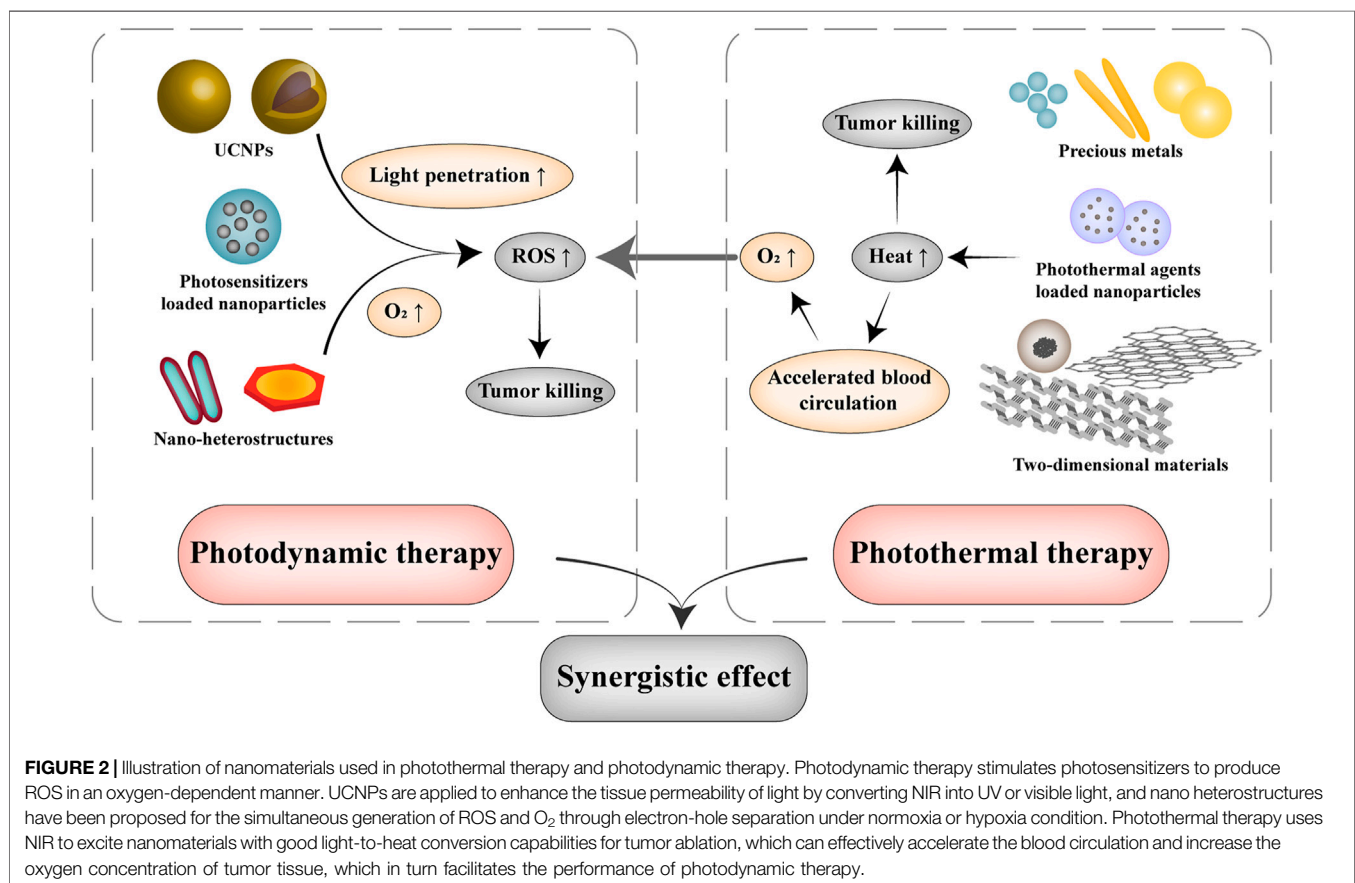 UCNPs
Light penetration ↑
Photosensitizers
loaded nanoparticles
ROS ↑
O₂ ↑
Tumor killing
Nano-heterostructures
Photodynamic therapy
Tumor killing
Precious metals
O₂ ↑
Heat ↑
Photothermal agents
loaded nanoparticles
Accelerated blood
circulation
Two-dimensional materials
Photothermal therapy
Synergistic effect
FIGURE 2 | Illustration of nanomaterials used in photothermal therapy and photodynamic therapy. Photodynamic therapy stimulates photosensitizers to produce
ROS in an oxygen-dependent manner. UCNPs are applied to enhance the tissue permeability of light by converting NIR into UV or visible light, and nano heterostructures
have been proposed for the simultaneous generation of ROS and O₂ through electron-hole separation under normoxia or hypoxia condition. Photothermal therapy uses
NIR to excite nanomaterials with good light-to-heat conversion capabilities for tumor ablation, which can effectively accelerate the blood circulation and increase the
oxygen concentration of tumor tissue, which in turn facilitates the performance of photodynamic therapy.